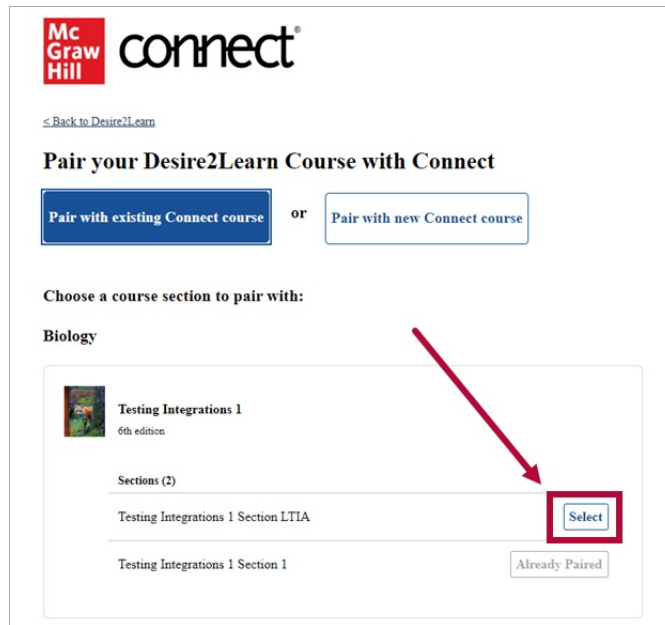 Mc
Graw
Hill
connect®
< Back to Desire2Learn
Pair your Desire2Learn Course with Connect
Pair with existing Connect course or Pair with new Connect course
Choose a course section to pair with:
Biology
Testing Integrations 1
6th edition
Sections (2)
Testing Integrations 1 Section LTIA Select
Testing Integrations 1 Section 1 Already Paired